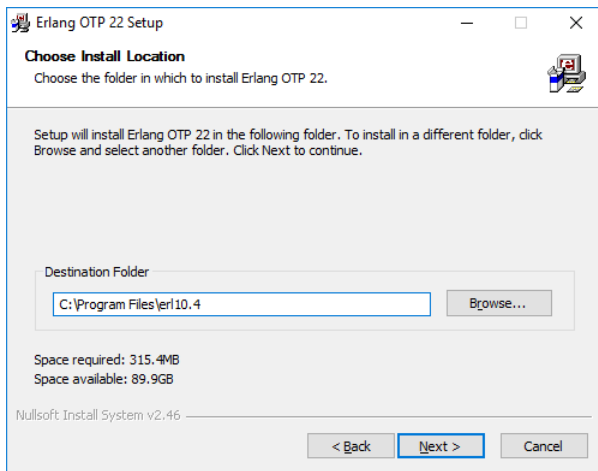 Erlang OTP 22 Setup
Choose Install Location
Choose the folder in which to install Erlang OTP 22.
Setup will install Erlang OTP 22 in the following folder. To install in a different folder, click
Browse and select another folder. Click Next to continue.
Destination Folder
C:\Program Files\erl10.4
Browse...
Space required: 315.4MB
Space available: 89.9GB
Nullsoft Install System v2.46
< Back
Next >
Cancel